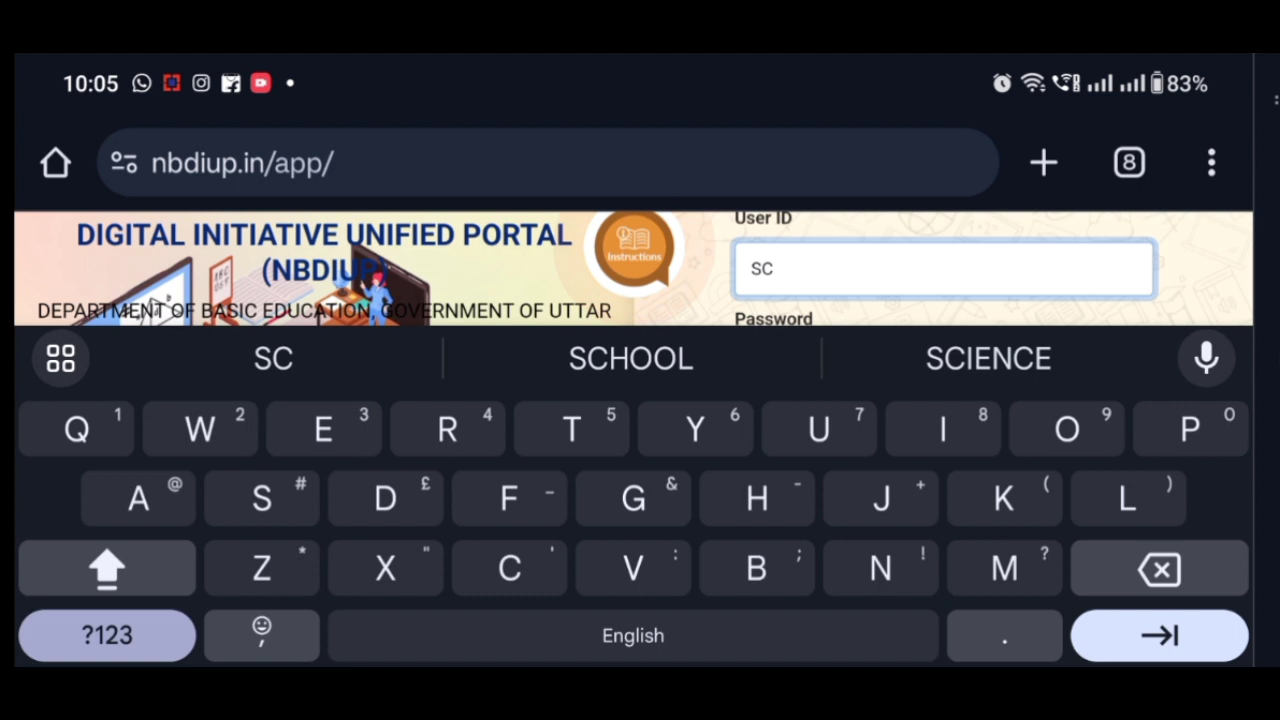 10:05 83%
nbdiup.in/app/ 8
DIGITAL INITIATIVE UNIFIED PORTAL
(NBDIUP)
DEPARTMENT OF BASIC EDUCATION, GOVERNMENT OF UTTAR
Instructions
User ID
SC
Password
SC SCHOOL SCIENCE
Q 1 W 2 E 3 R 4 T 5 Y 6 U 7 I 8 O 9 P 0
A @ S # D £ F _ G & H - J + K ( L )
Z * X " C ' V : B ; N ! M ?
?123 , English .